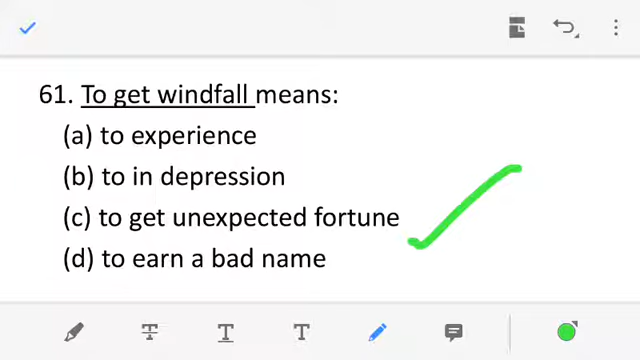 61. To get windfall means:
(a) to experience
(b) to in depression
(c) to get unexpected fortune
(d) to earn a bad name
T T T